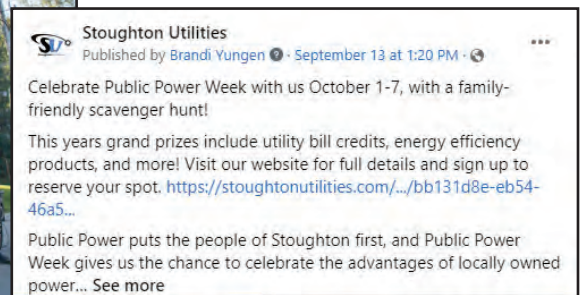 Stoughton Utilities
Published by Brandi Yungen · September 13 at 1:20 PM ·
Celebrate Public Power Week with us October 1-7, with a family-
friendly scavenger hunt!
This years grand prizes include utility bill credits, energy efficiency
products, and more! Visit our website for full details and sign up to
reserve your spot. https://stoughtonutilities.com/.../bb131d8e-eb54-
46a5...
Public Power puts the people of Stoughton first, and Public Power
Week gives us the chance to celebrate the advantages of locally owned
power... See more